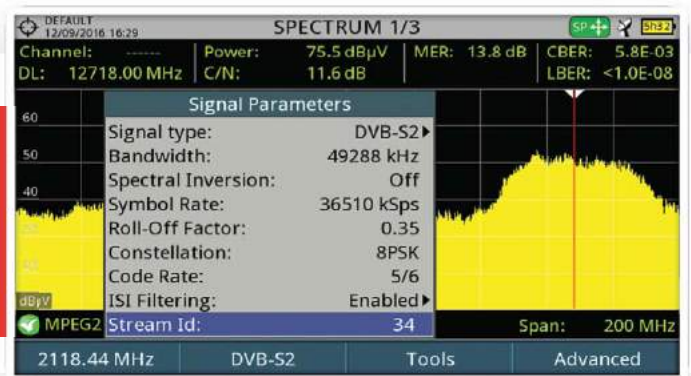 DEFAULT
12/09/2016 16:29
SPECTRUM 1/3
SP
5h32
Channel: ------
Power: 75.5 dBµV
MER: 13.8 dB
CBER: 5.8E-03
DL: 12718.00 MHz
C/N: 11.6 dB
LBER: <1.0E-08
Signal Parameters
60
Signal type: DVB-S2
50
Bandwidth: 49288 kHz
Spectral Inversion: Off
40
Symbol Rate: 36510 kSps
Roll-Off Factor: 0.35
Constellation: 8PSK
Code Rate: 5/6
dBµV
ISI Filtering: Enabled
MPEG2
Stream Id: 34
Span: 200 MHz
2118.44 MHz
DVB-S2
Tools
Advanced